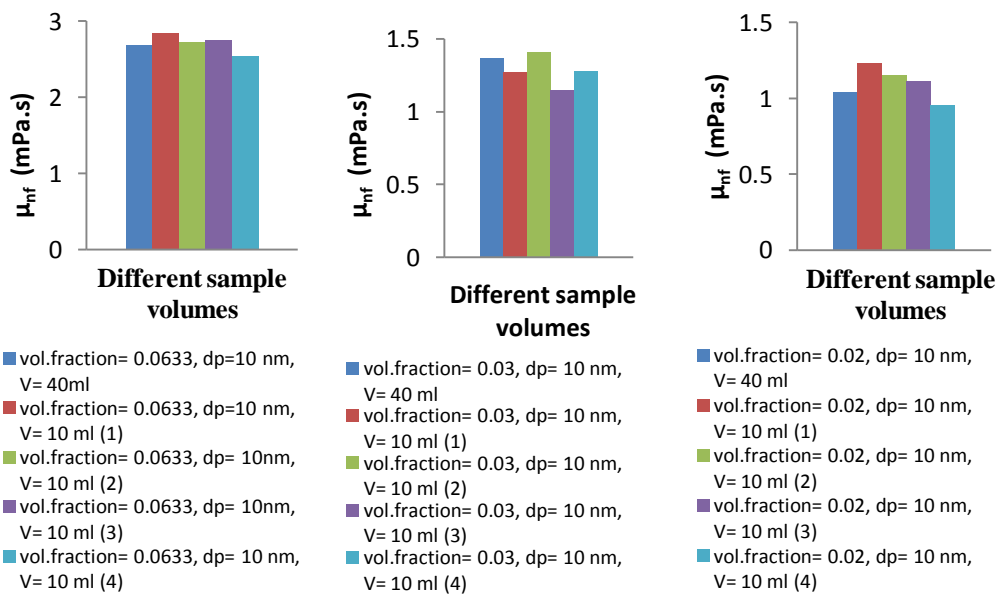 3
2
1
0
μnf (mPa.s)
Different sample
volumes
vol.fraction= 0.0633, dp=10 nm,
V= 40ml
vol.fraction= 0.0633, dp=10 nm,
V= 10 ml (1)
vol.fraction= 0.0633, dp= 10nm,
V= 10 ml (2)
vol.fraction= 0.0633, dp= 10nm,
V= 10 ml (3)
vol.fraction= 0.0633, dp= 10 nm,
V= 10 ml (4)
1.5
1
0.5
0
μnf (mPa.s)
Different sample
volumes
vol.fraction= 0.03, dp= 10 nm,
V= 40 ml
vol.fraction= 0.03, dp= 10 nm,
V= 10 ml (1)
vol.fraction= 0.03, dp= 10 nm,
V= 10 ml (2)
vol.fraction= 0.03, dp= 10 nm,
V= 10 ml (3)
vol.fraction= 0.03, dp= 10 nm,
V= 10 ml (4)
1.5
1
0.5
0
μnf (mPa.s)
Different sample
volumes
vol.fraction= 0.02, dp= 10 nm,
V= 40 ml
vol.fraction= 0.02, dp= 10 nm,
V= 10 ml (1)
vol.fraction= 0.02, dp= 10 nm,
V= 10 ml (2)
vol.fraction= 0.02, dp= 10 nm,
V= 10 ml (3)
vol.fraction= 0.02, dp= 10 nm,
V= 10 ml (4)